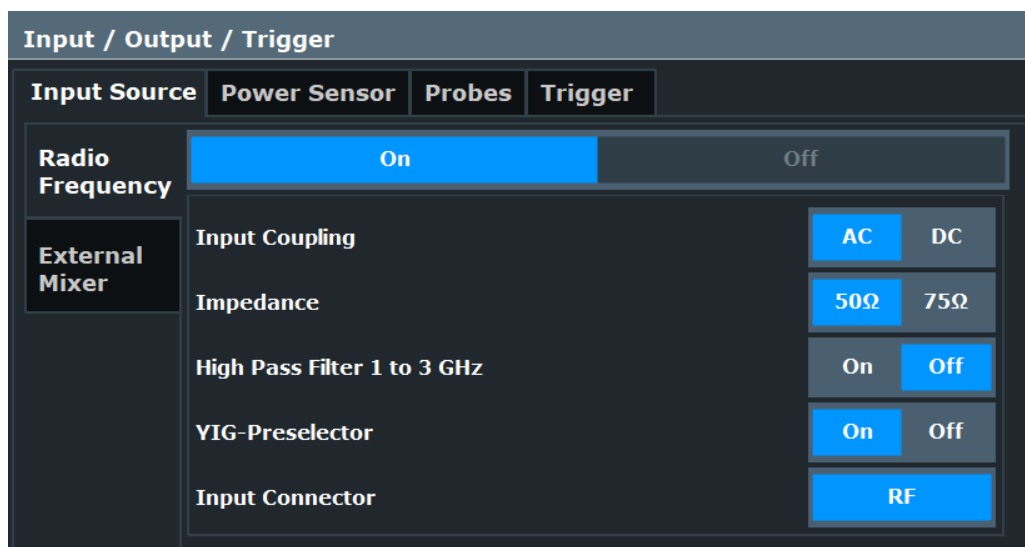 Input / Output / Trigger
Input Source Power Sensor Probes Trigger
Radio
Frequency
On Off
External
Mixer
Input Coupling AC DC
Impedance 50Ω 75Ω
High Pass Filter 1 to 3 GHz On Off
YIG-Preselector On Off
Input Connector RF